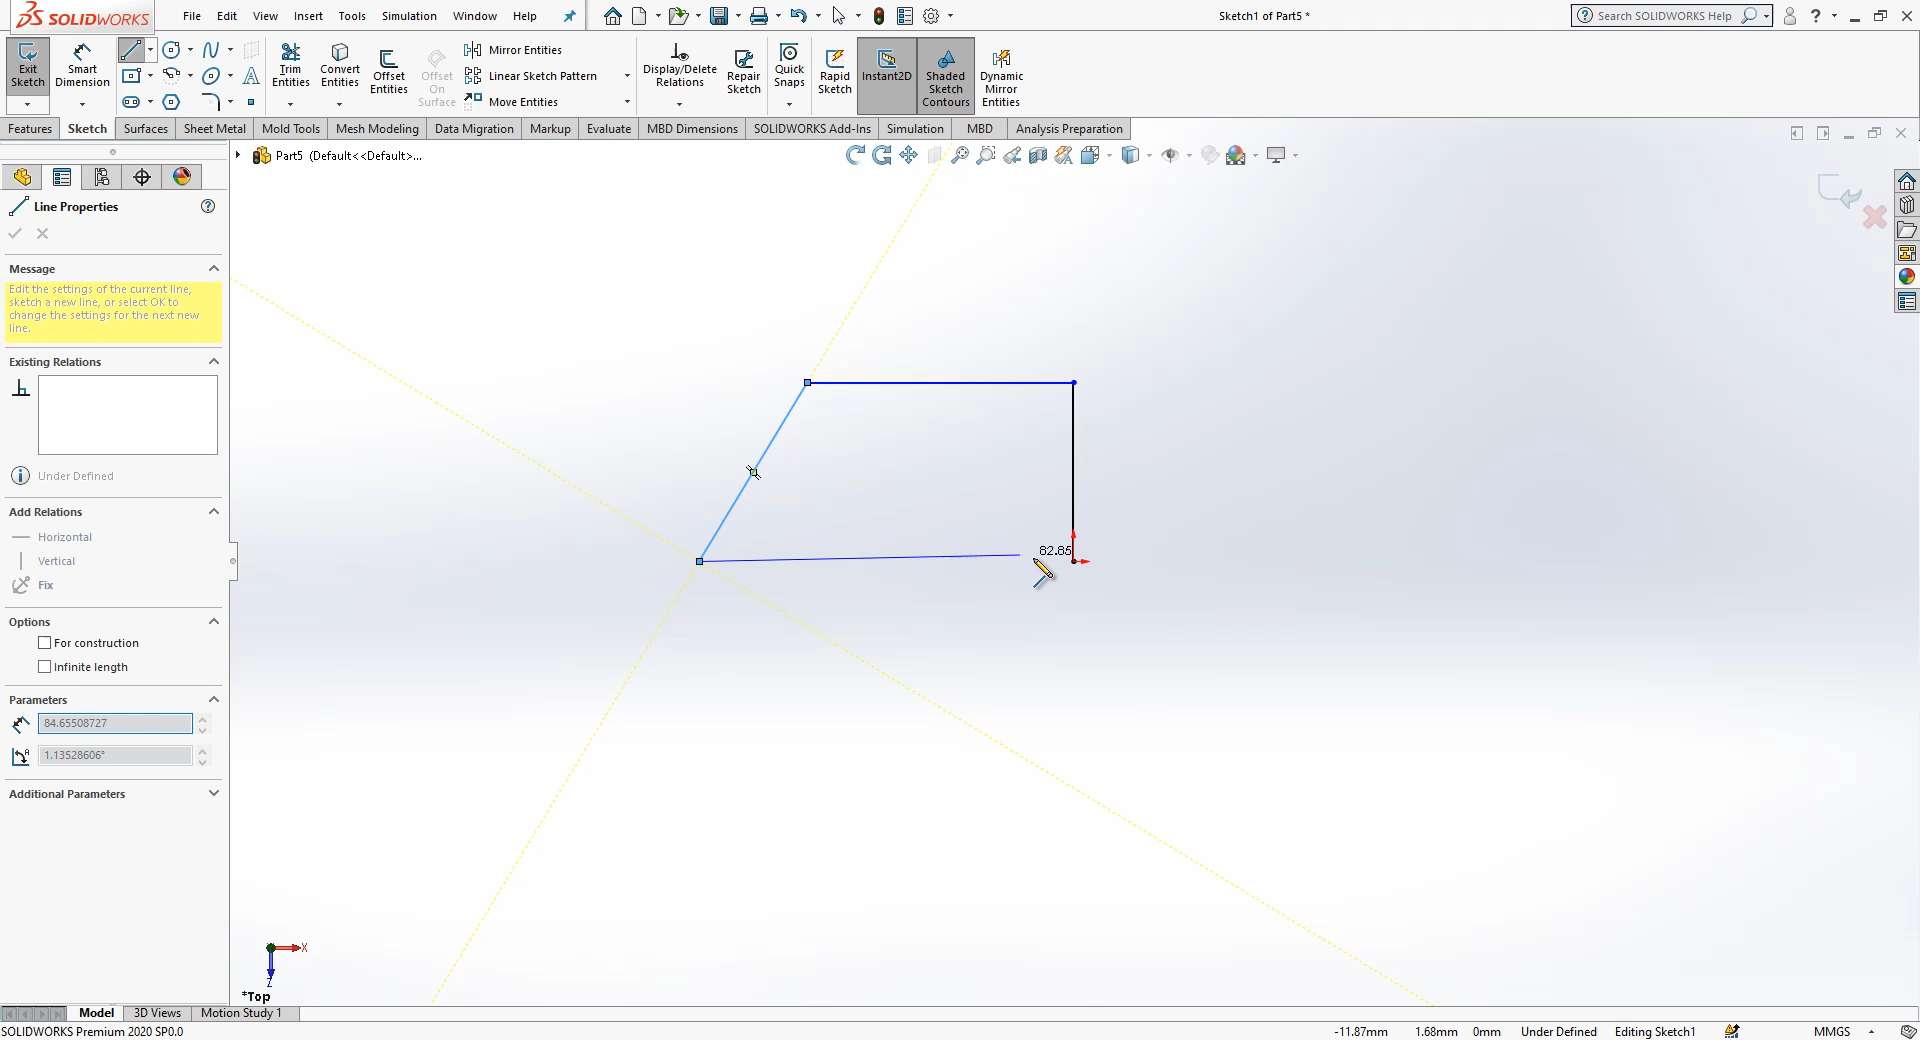 SOLIDWORKS
File Edit View Insert Tools Simulation Window Help
Sketch1 of Part5 *
Search SOLIDWORKS Help
Exit Sketch
Smart Dimension
Trim Entities
Convert Entities
Offset Entities
Offset On Surface
Mirror Entities
Linear Sketch Pattern
Move Entities
Display/Delete Relations
Repair Sketch
Quick Snaps
Rapid Sketch
Instant2D
Shaded Sketch Contours
Dynamic Mirror Entities
Features Sketch Surfaces Sheet Metal Mold Tools Mesh Modeling Data Migration Markup Evaluate MBD Dimensions SOLIDWORKS Add-Ins Simulation MBD Analysis Preparation
Part5 (Default<<Default>...
Line Properties
Message
Edit the settings of the current line,
sketch a new line, or select OK to
change the settings for the next new
line.
Existing Relations
Under Defined
Add Relations
Horizontal
Vertical
Fix
Options
For construction
Infinite length
Parameters
84.65508727
1.13528606°
Additional Parameters
82.85
X
Z
*Top
Model 3D Views Motion Study 1
SOLIDWORKS Premium 2020 SP0.0
-11.87mm 1.68mm 0mm Under Defined Editing Sketch1 MMGS